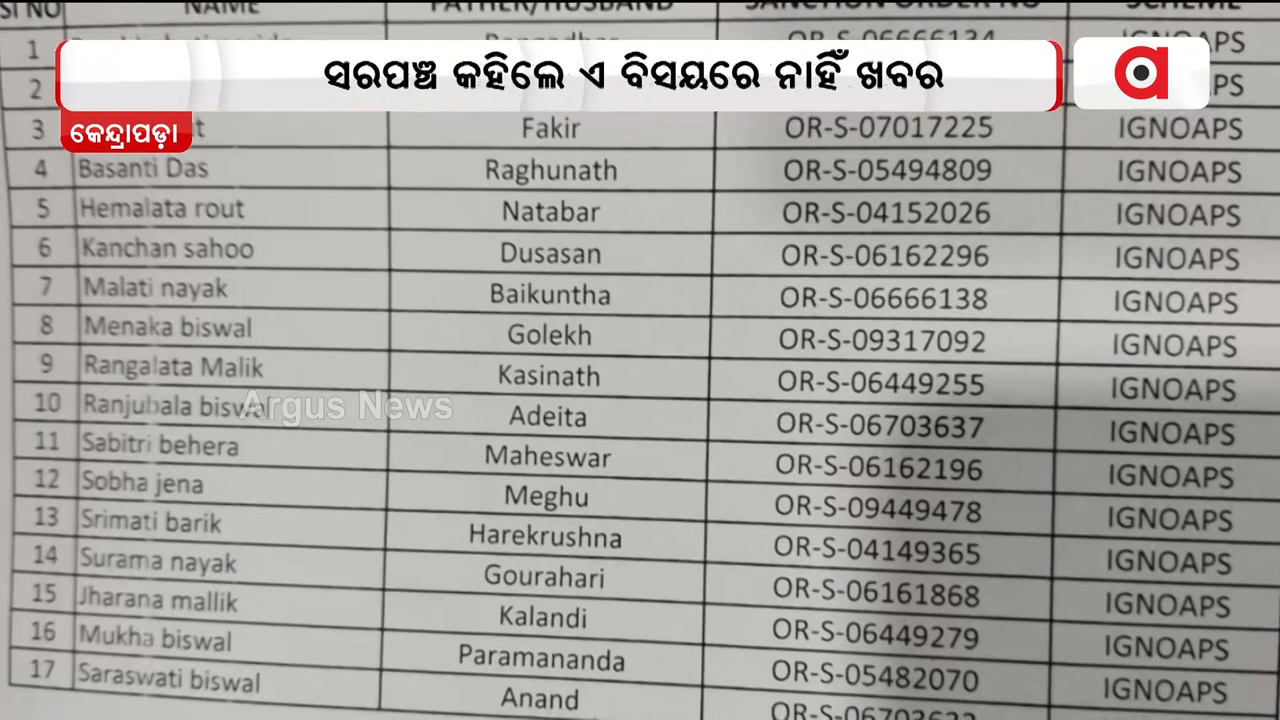 SI NO NAME FATHER/HUSBAND SANCTION ORDER NO SCHEME
1 OR-S-06666134 IGNOAPS
ସରପଞ୍ଚ କହିଲେ ଏ ବିସୟରେ ନାହିଁ ଖବର
a
2
କେନ୍ଦ୍ରାପଡ଼ା
3 Fakir OR-S-07017225 IGNOAPS
4 Basanti Das Raghunath OR-S-05494809 IGNOAPS
5 Hemalata rout Natabar OR-S-04152026 IGNOAPS
6 Kanchan sahoo Dusasan OR-S-06162296 IGNOAPS
7 Malati nayak Baikuntha OR-S-06666138 IGNOAPS
8 Menaka biswal Golekh OR-S-09317092 IGNOAPS
9 Rangalata Malik Kasinath OR-S-06449255 IGNOAPS
10 Ranjubala biswal Adeita OR-S-06703637 IGNOAPS
Argus News
11 Sabitri behera Maheswar OR-S-06162196 IGNOAPS
12 Sobha jena Meghu OR-S-09449478 IGNOAPS
13 Srimati barik Harekrushna OR-S-04149365 IGNOAPS
14 Surama nayak Gourahari OR-S-06161868 IGNOAPS
15 Jharana mallik Kalandi OR-S-06449279 IGNOAPS
16 Mukha biswal Paramananda OR-S-05482070 IGNOAPS
17 Saraswati biswal Anand